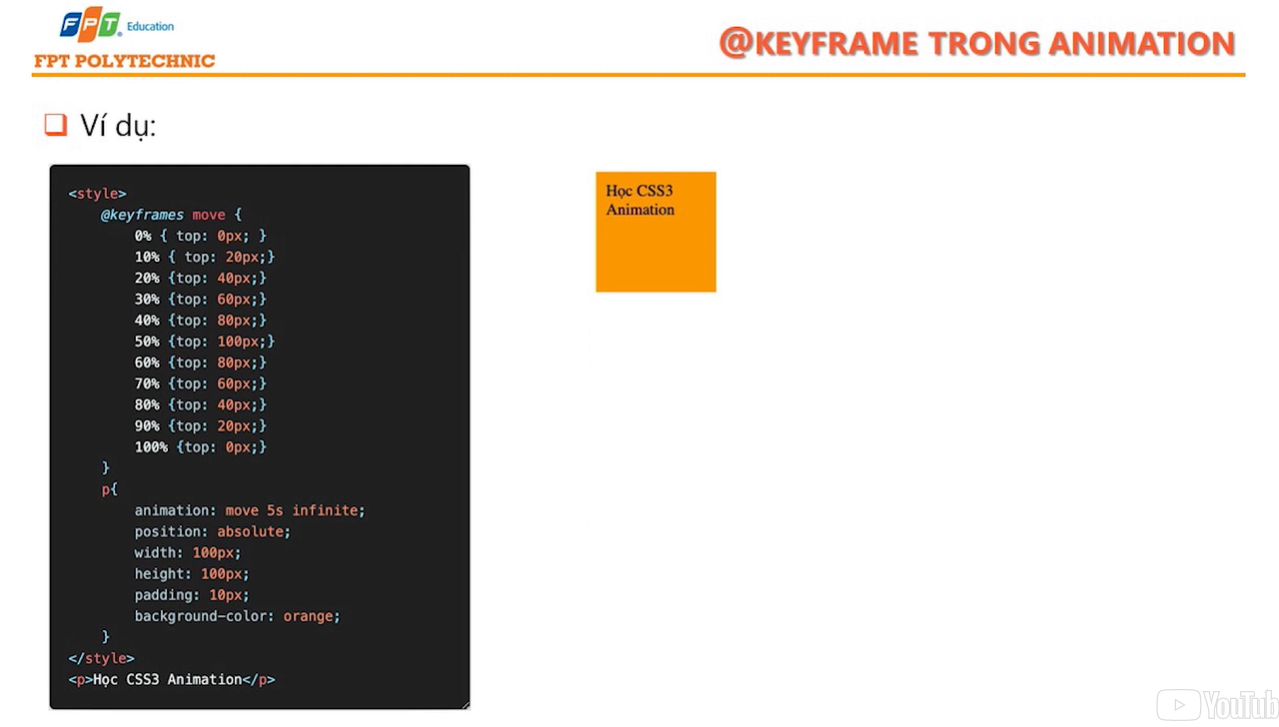 FPT Education
FPT POLYTECHNIC
@KEYFRAME TRONG ANIMATION
Ví dụ:
<style>
@keyframes move {
0% { top: 0px; }
10% { top: 20px;}
20% {top: 40px;}
30% {top: 60px;}
40% {top: 80px;}
50% {top: 100px;}
60% {top: 80px;}
70% {top: 60px;}
80% {top: 40px;}
90% {top: 20px;}
100% {top: 0px;}
}
p{
animation: move 5s infinite;
position: absolute;
width: 100px;
height: 100px;
padding: 10px;
background-color: orange;
}
</style>
<p>Học CSS3 Animation</p>
Học CSS3
Animation
YouTub